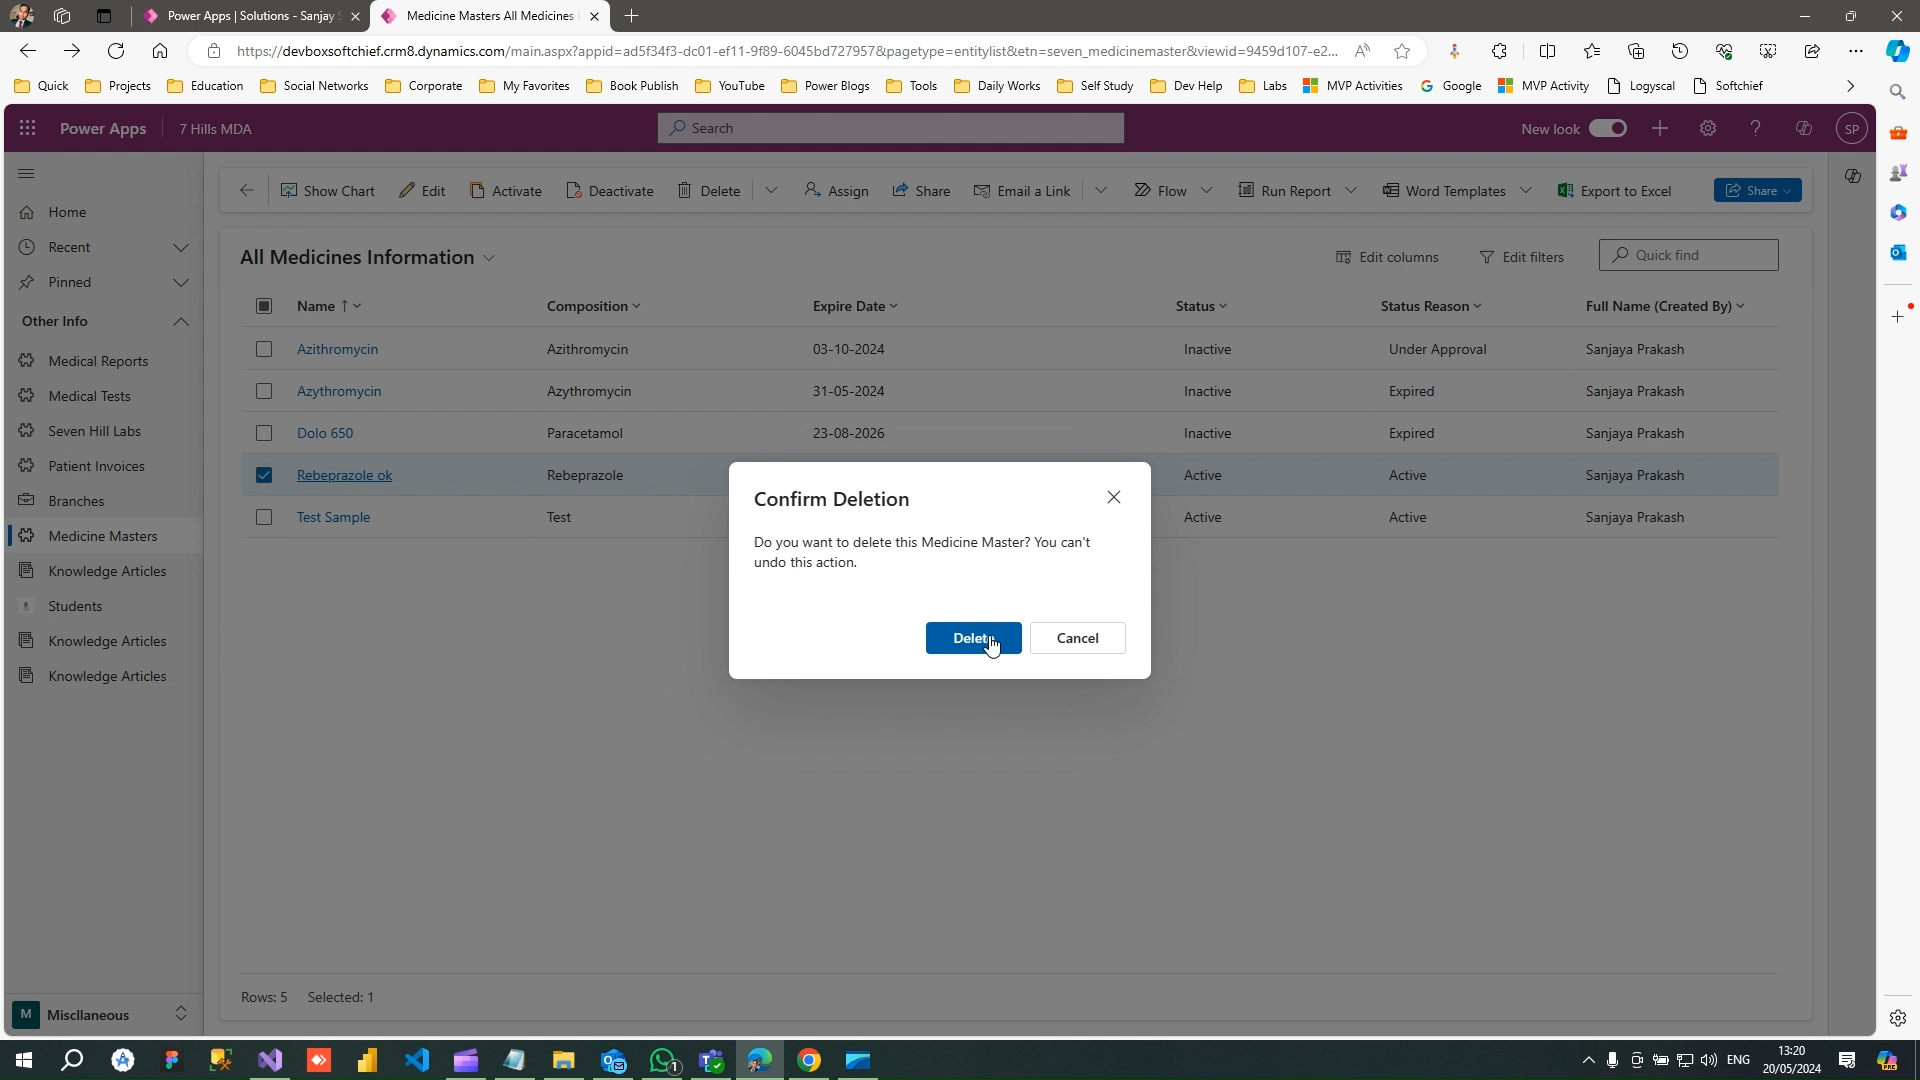 Power Apps | Solutions - Sanjay S
Medicine Masters All Medicines
https://devboxsoftchief.crm8.dynamics.com/main.aspx?appid=ad5f34f3-dc01-ef11-9f89-6045bd727957&pagetype=entitylist&etn=seven_medicinemaster&viewid=9459d107-e2...
Quick Projects Education Social Networks Corporate My Favorites Book Publish YouTube Power Blogs Tools Daily Works Self Study Dev Help Labs MVP Activities Google MVP Activity Logyscal Softchief
Power Apps 7 Hills MDA Search New look SP
Show Chart Edit Activate Deactivate Delete Assign Share Email a Link Flow Run Report Word Templates Export to Excel Share
Home
Recent
Pinned
Other Info
Medical Reports
Medical Tests
Seven Hill Labs
Patient Invoices
Branches
Medicine Masters
Knowledge Articles
Students
Knowledge Articles
Knowledge Articles
M Miscllaneous
All Medicines Information Edit columns Edit filters Quick find
Name ↑ Composition Expire Date Status Status Reason Full Name (Created By)
Azithromycin Azithromycin 03-10-2024 Inactive Under Approval Sanjaya Prakash
Azythromycin Azythromycin 31-05-2024 Inactive Expired Sanjaya Prakash
Dolo 650 Paracetamol 23-08-2026 Inactive Expired Sanjaya Prakash
Rebeprazole ok Rebeprazole Active Active Sanjaya Prakash
Test Sample Test Active Active Sanjaya Prakash
Confirm Deletion
Do you want to delete this Medicine Master? You can't
undo this action.
Delete Cancel
Rows: 5 Selected: 1
1
ENG
13:20
20/05/2024
PRE